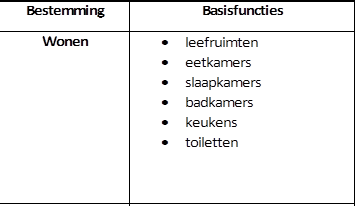 Bestemming Basisfuncties
Wonen
• leefruimten
• eetkamers
• slaapkamers
• badkamers
• keukens
• toiletten